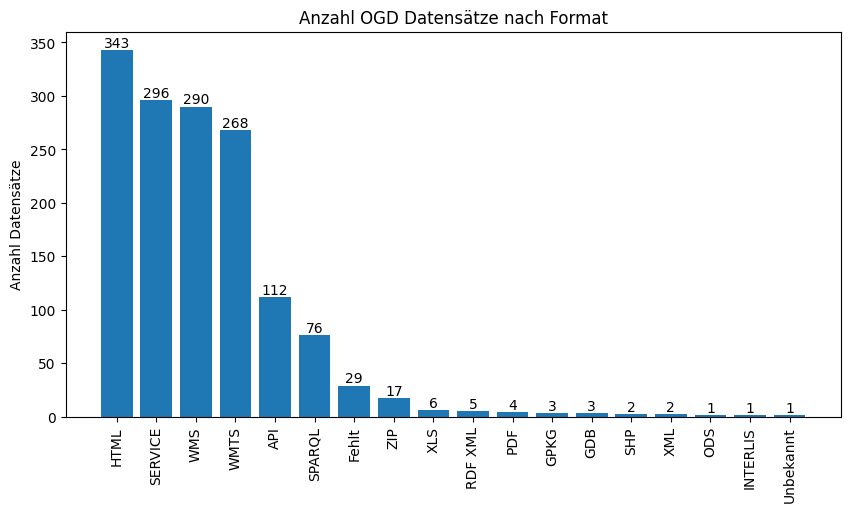 Anzahl OGD Datensätze nach Format
Anzahl Datensätze
350
300
250
200
150
100
50
0
343
296
290
268
112
76
29
17
6
5
4
3
3
2
2
1
1
1
HTML
SERVICE
WMS
WMTS
API
SPARQL
Fehlt
ZIP
XLS
RDF XML
PDF
GPKG
GDB
SHP
XML
ODS
INTERLIS
Unbekannt